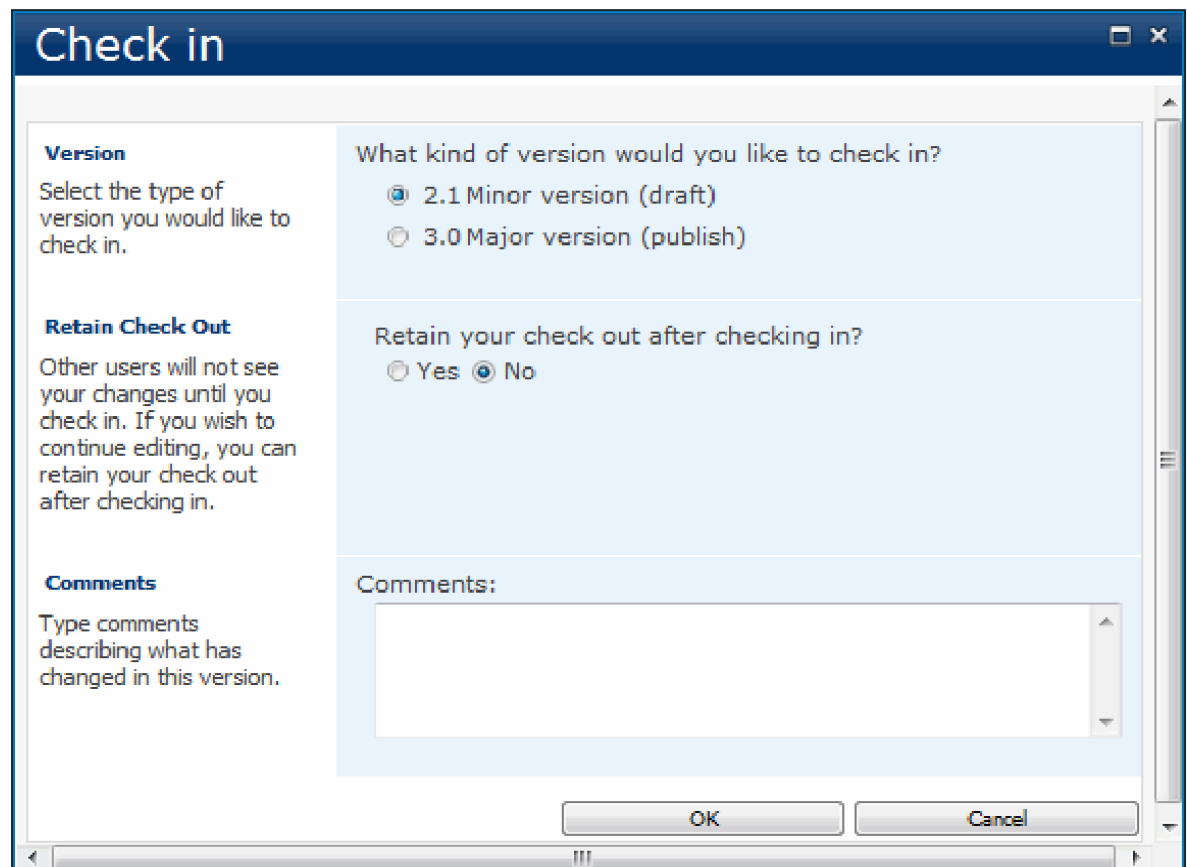 Check in
Version
Select the type of
version you would like to
check in.
What kind of version would you like to check in?
2.1 Minor version (draft)
3.0 Major version (publish)
Retain Check Out
Other users will not see
your changes until you
check in. If you wish to
continue editing, you can
retain your check out
after checking in.
Retain your check out after checking in?
Yes No
Comments
Type comments
describing what has
changed in this version.
Comments:
OK Cancel